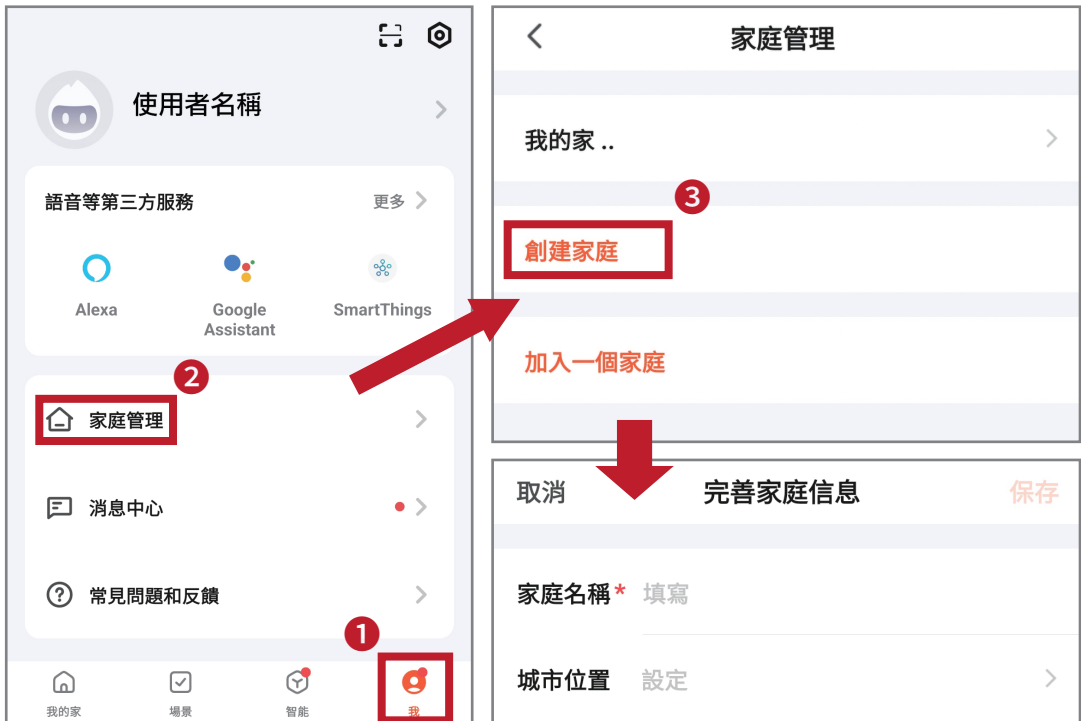 使用者名稱
語音等第三方服務
更多
Alexa
Google
Assistant
SmartThings
2
家庭管理
消息中心
常見問題和反饋
1
我的家
場景
智能
我
家庭管理
我的家 ..
3
創建家庭
加入一個家庭
取消
完善家庭信息
保存
家庭名稱* 填寫
城市位置 設定